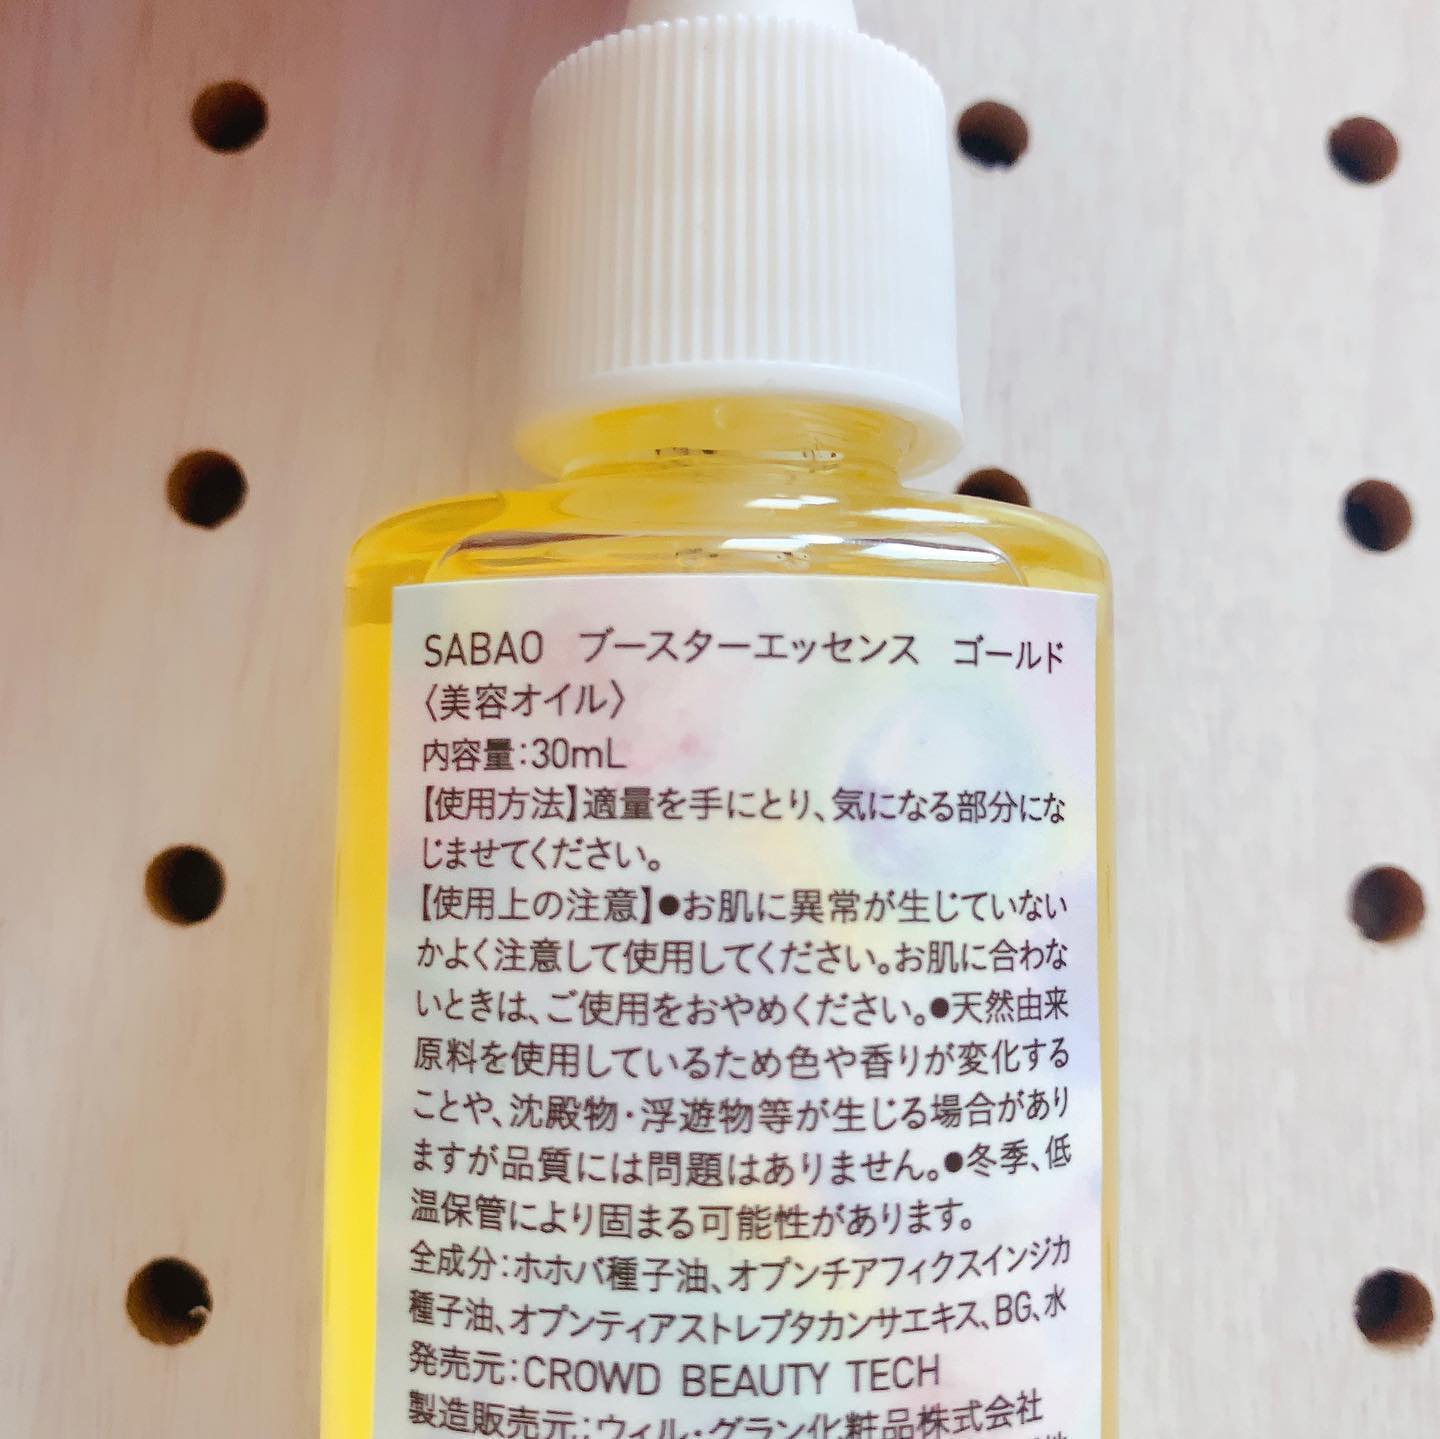 SABAO ブースターエッセンス ゴールド
〈美容オイル〉
内容量:30mL
【使用方法】適量を手にとり、気になる部分にな
じませてください。
【使用上の注意】●お肌に異常が生じていない
かよく注意して使用してください。お肌に合わな
いときは、ご使用をおやめください。●天然由来
原料を使用しているため色や香りが変化する
ことや、沈殿物・浮遊物等が生じる場合があり
ますが品質には問題はありません。●冬季、低
温保管により固まる可能性があります。
全成分:ホホバ種子油、オプンチアフィクスインジカ
種子油、オプンティアストレプタカンサエキス、BG、水
発売元:CROWD BEAUTY TECH
製造販売元:ウィル・グラン化粧品株式会社